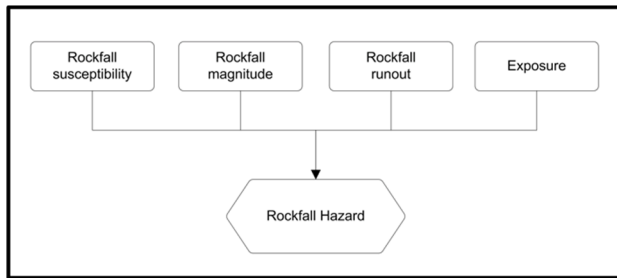 Rockfall
susceptibility
Rockfall
magnitude
Rockfall
runout
Exposure
Rockfall Hazard